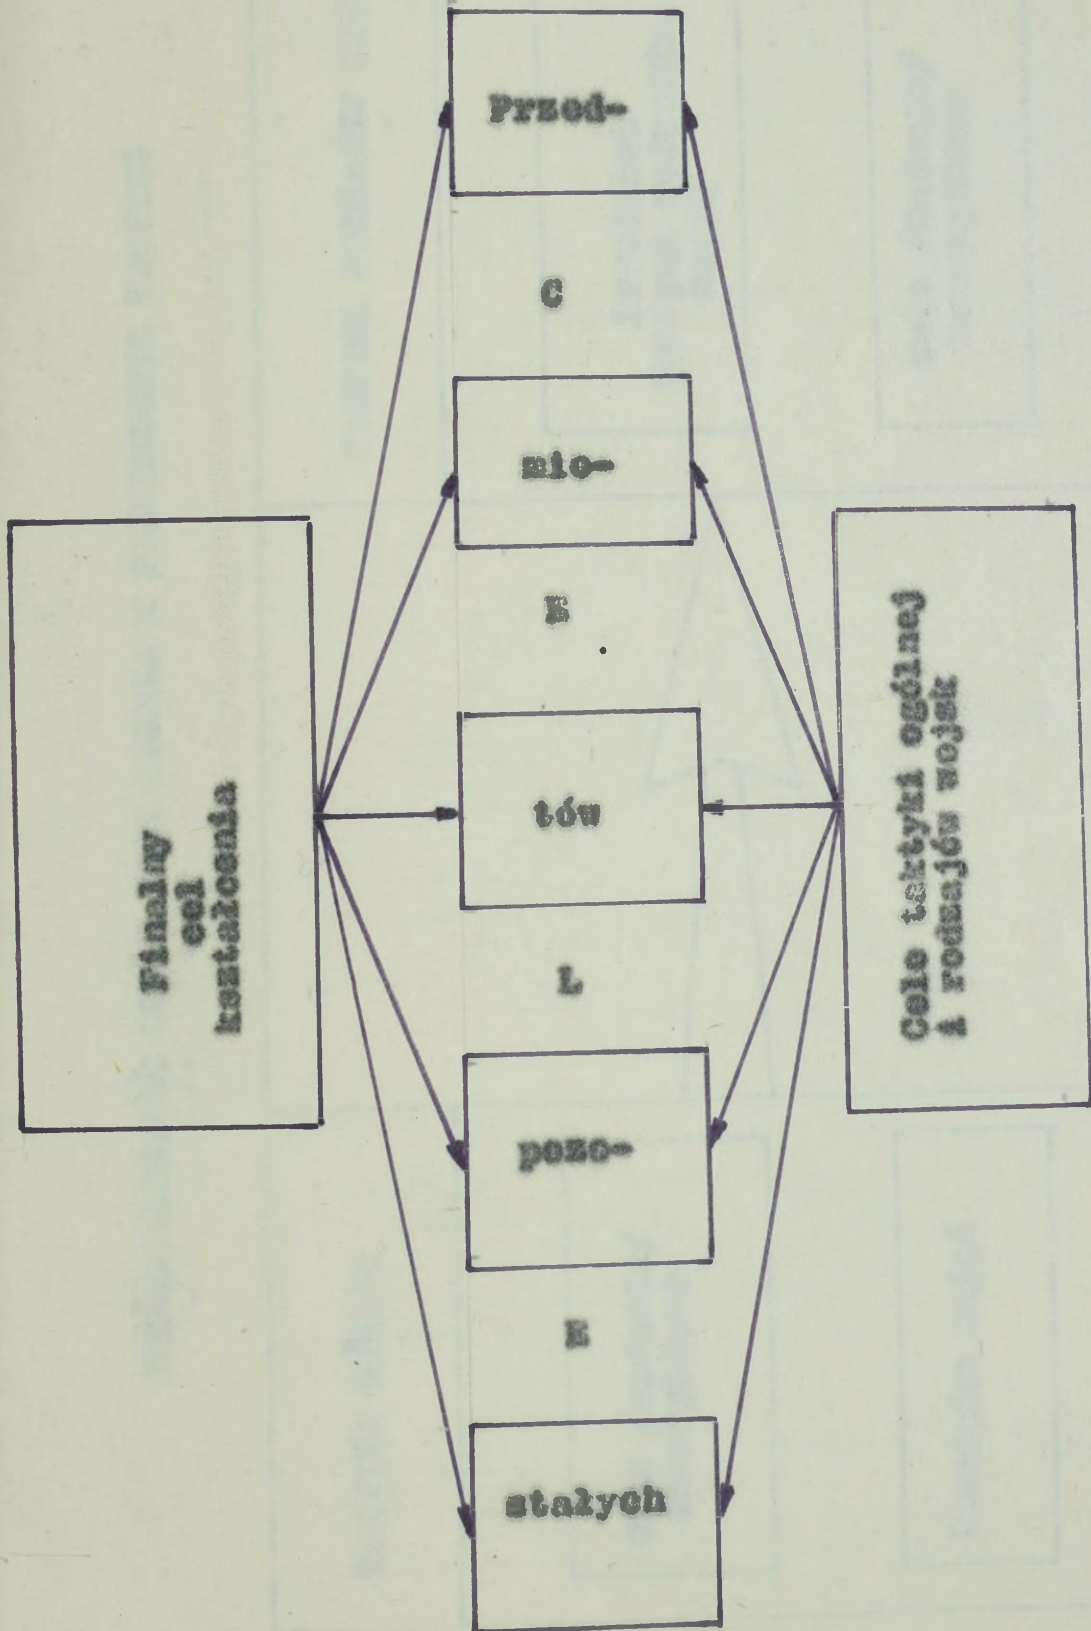 Finalny
cel
kształcenia
Przed-
C
mio-
E
tów
L
pozo-
E
stałych
Cele taktyki ogólnej
i rodzajów wojsk